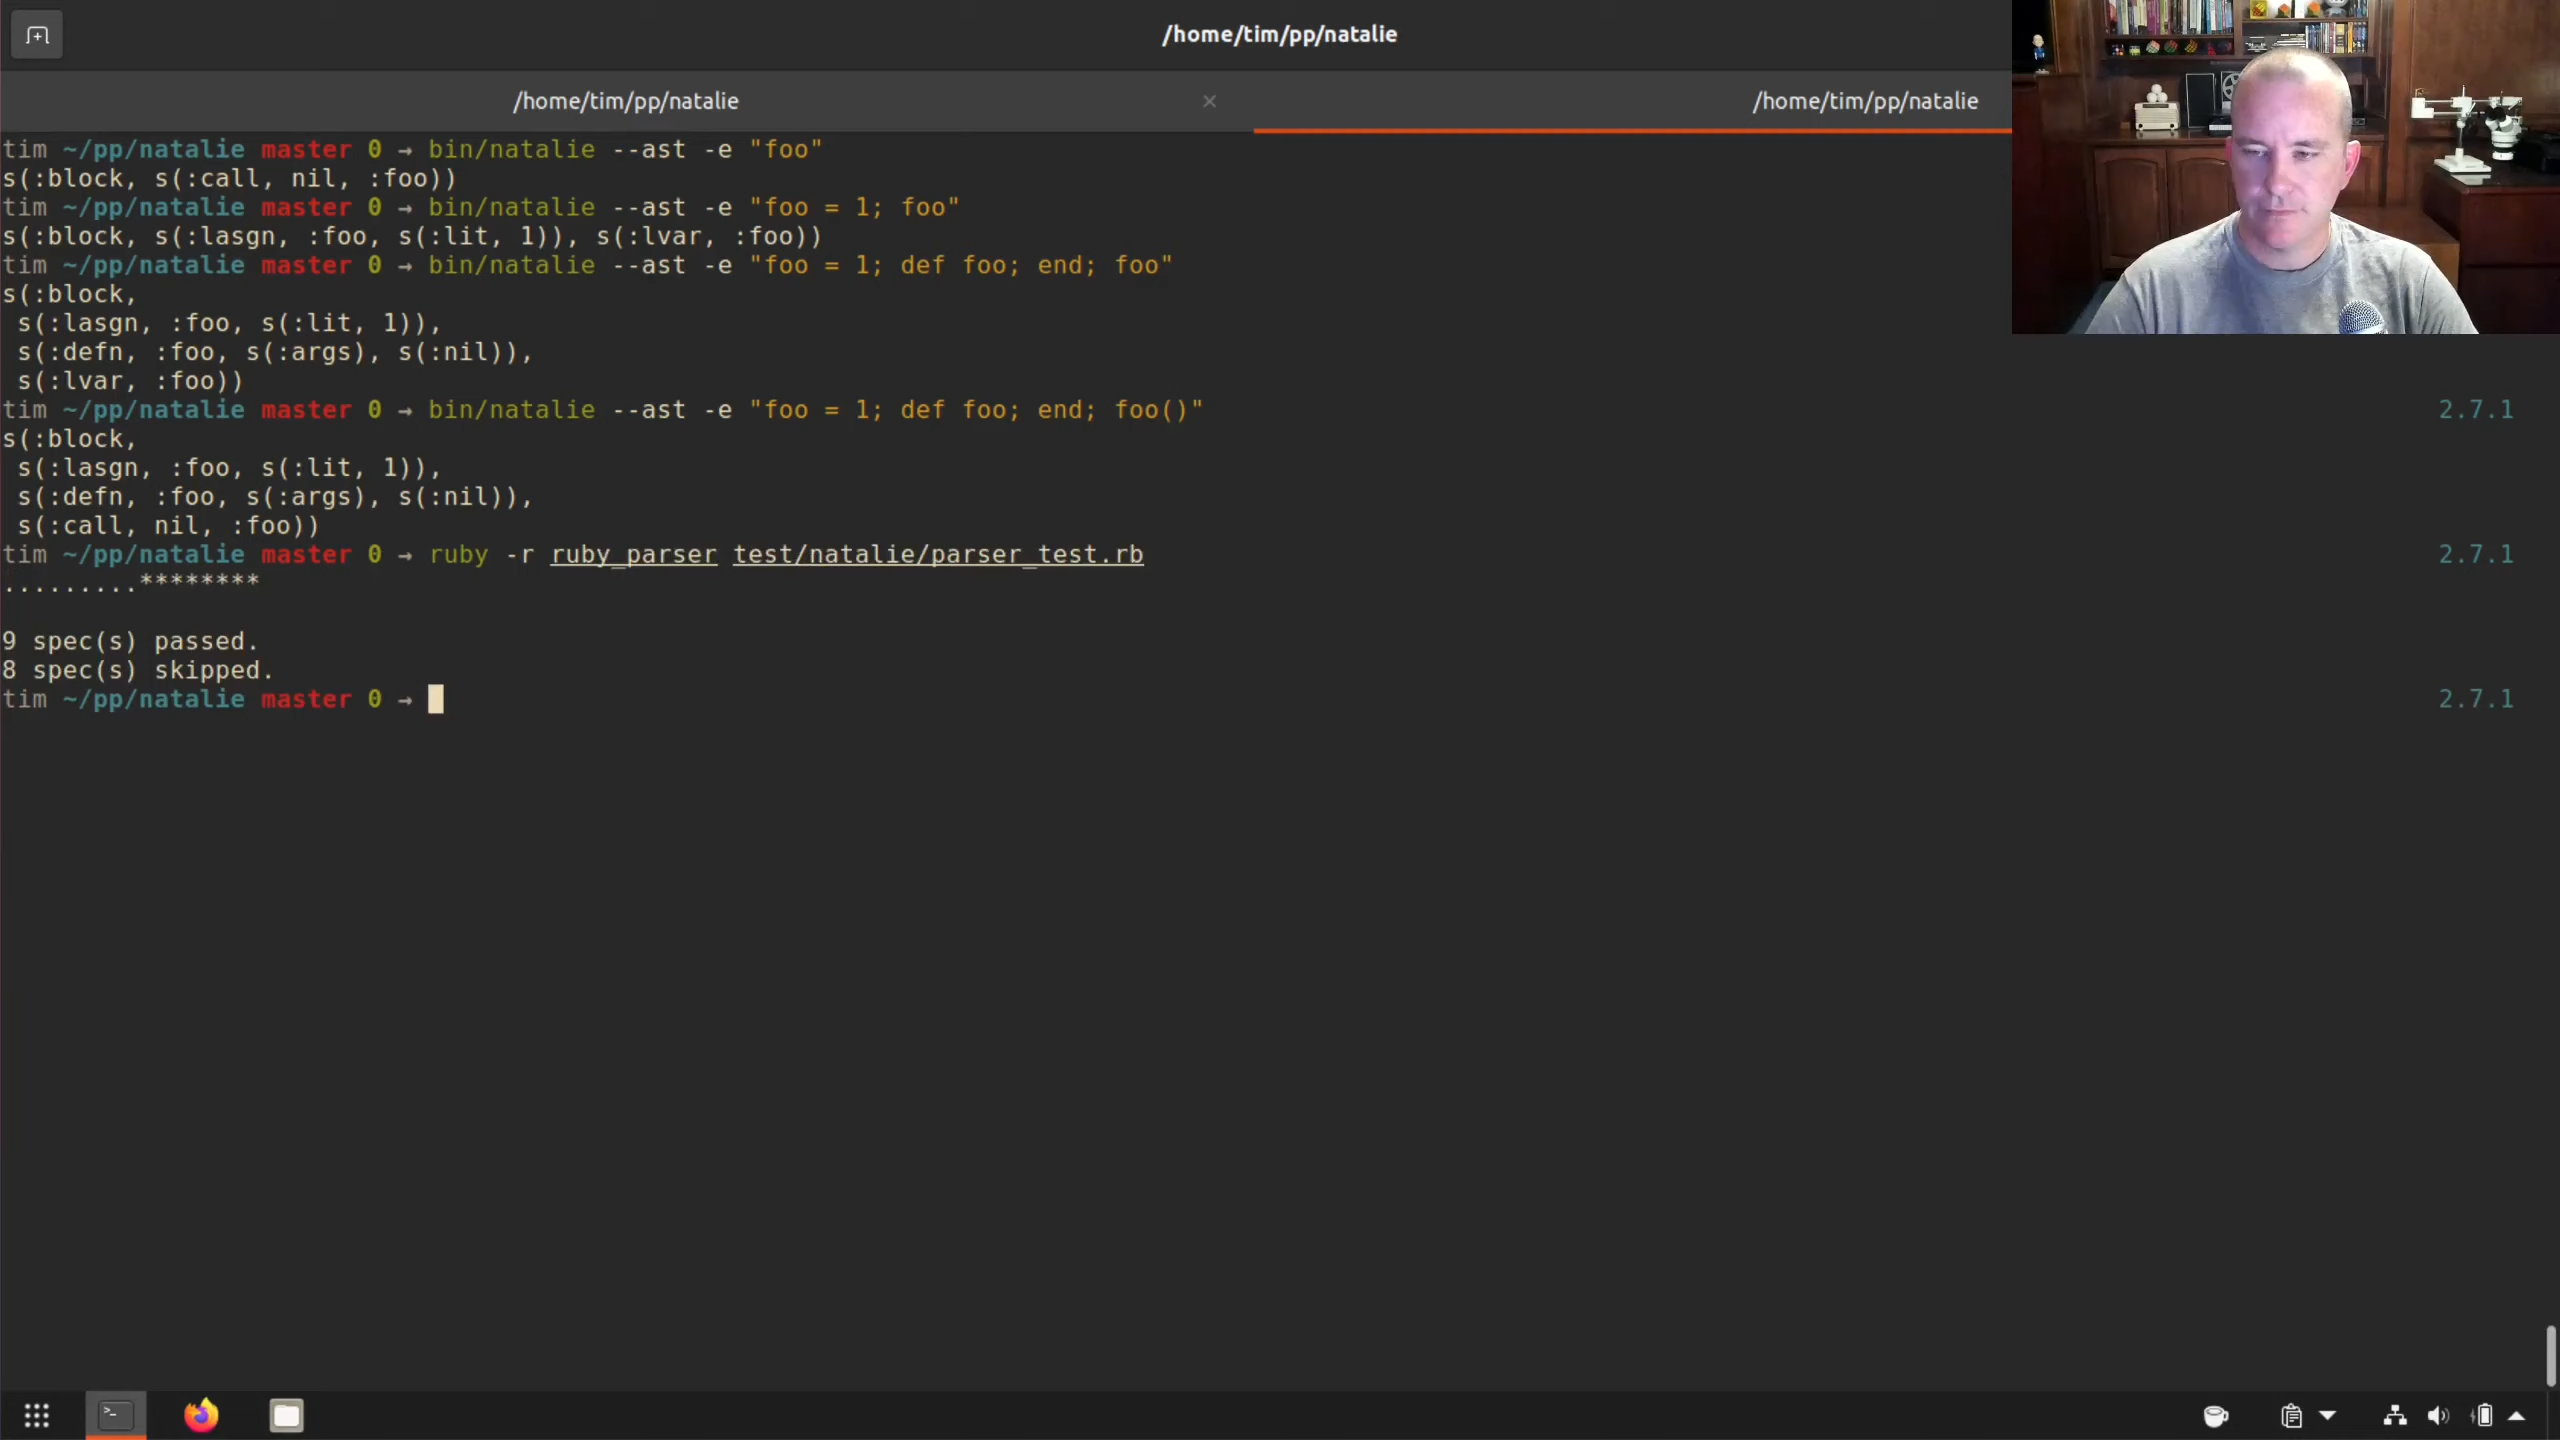 /home/tim/pp/natalie
/home/tim/pp/natalie × /home/tim/pp/natalie
tim ~/pp/natalie master 0 → bin/natalie --ast -e "foo"
s(:block, s(:call, nil, :foo))
tim ~/pp/natalie master 0 → bin/natalie --ast -e "foo = 1; foo"
s(:block, s(:lasgn, :foo, s(:lit, 1)), s(:lvar, :foo))
tim ~/pp/natalie master 0 → bin/natalie --ast -e "foo = 1; def foo; end; foo"
s(:block,
 s(:lasgn, :foo, s(:lit, 1)),
 s(:defn, :foo, s(:args), s(:nil)),
 s(:lvar, :foo))
tim ~/pp/natalie master 0 → bin/natalie --ast -e "foo = 1; def foo; end; foo()" 2.7.1
s(:block,
 s(:lasgn, :foo, s(:lit, 1)),
 s(:defn, :foo, s(:args), s(:nil)),
 s(:call, nil, :foo))
tim ~/pp/natalie master 0 → ruby -r ruby_parser test/natalie/parser_test.rb 2.7.1
.........********
9 spec(s) passed.
8 spec(s) skipped.
tim ~/pp/natalie master 0 → 2.7.1